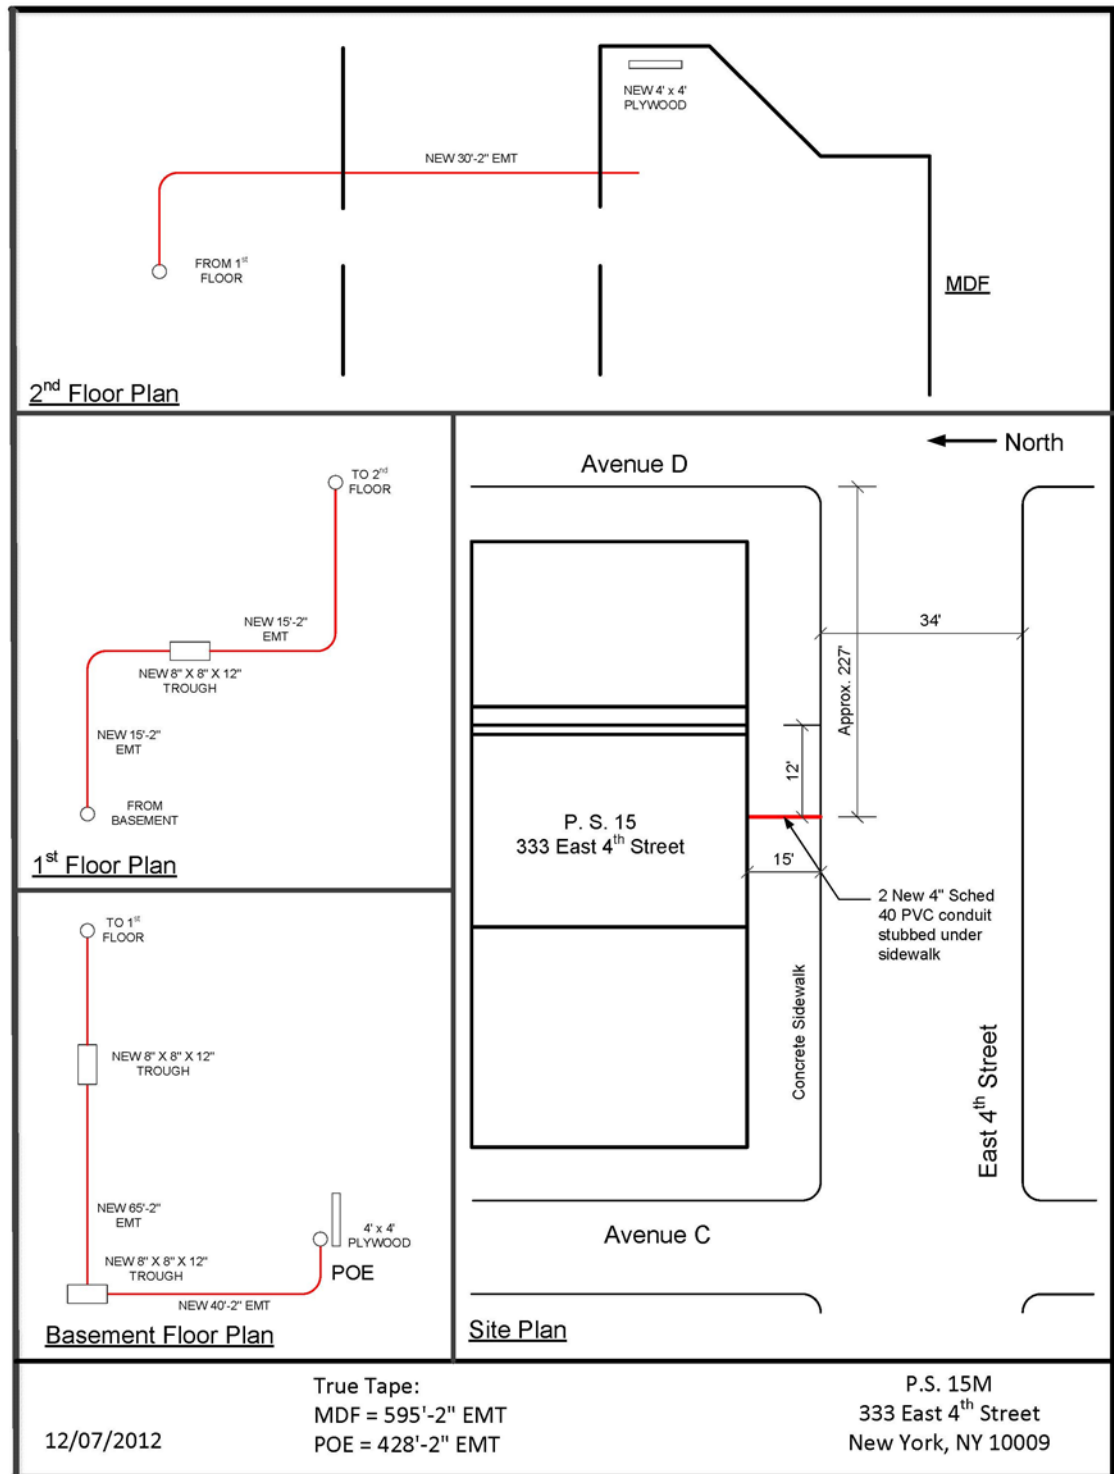 NEW 4' x 4'
PLYWOOD
NEW 30'-2" EMT
FROM 1st
FLOOR
MDF
2nd Floor Plan
TO 2nd
FLOOR
NEW 15'-2"
EMT
NEW 8" X 8" X 12"
TROUGH
NEW 15'-2"
EMT
FROM
BASEMENT
1st Floor Plan
TO 1st
FLOOR
NEW 8" X 8" X 12"
TROUGH
NEW 65'-2"
EMT
NEW 8" X 8" X 12"
TROUGH
4' x 4'
PLYWOOD
POE
NEW 40'-2" EMT
Basement Floor Plan
North
Avenue D
34'
Approx. 227'
12'
P. S. 15
333 East 4th Street
15'
2 New 4" Sched
40 PVC conduit
stubbed under
sidewalk
Concrete Sidewalk
East 4th Street
Avenue C
Site Plan
12/07/2012
True Tape:
MDF = 595'-2" EMT
POE = 428'-2" EMT
P.S. 15M
333 East 4th Street
New York, NY 10009